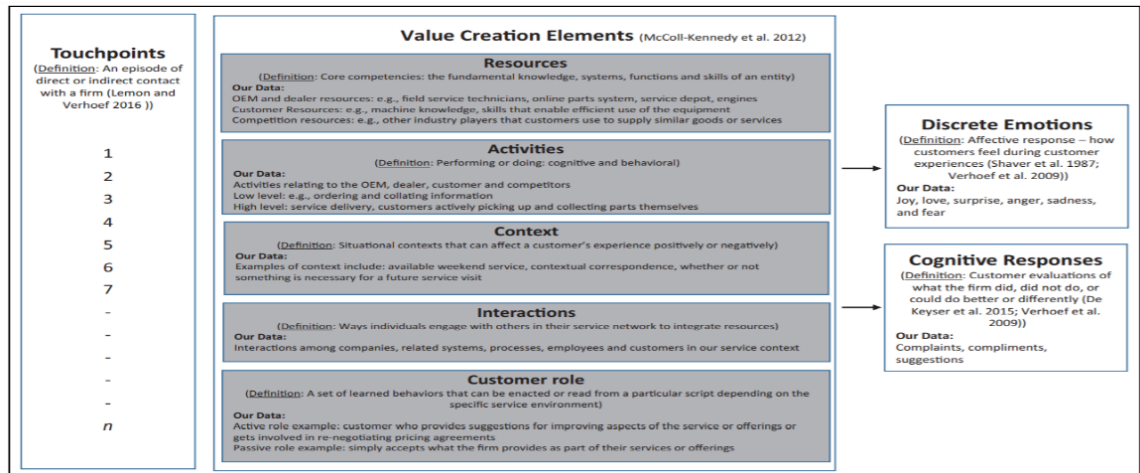 Touchpoints
(Definition: An episode of
direct or indirect contact
with a firm (Lemon and
Verhoef 2016 ))
1
2
3
4
5
6
7
-
-
-
-
-
n
Value Creation Elements (McColl-Kennedy et al. 2012)
Resources
(Definition: Core competencies: the fundamental knowledge, systems, functions and skills of an entity)
Our Data:
OEM and dealer resources: e.g., field service technicians, online parts system, service depot, engines
Customer Resources: e.g., machine knowledge, skills that enable efficient use of the equipment
Competition resources: e.g., other industry players that customers use to supply similar goods or services
Activities
(Definition: Performing or doing: cognitive and behavioral)
Our Data:
Activities relating to the OEM, dealer, customer and competitors
Low level: e.g., ordering and collating information
High level: service delivery, customers actively picking up and collecting parts themselves
Context
(Definition: Situational contexts that can affect a customer's experience positively or negatively)
Our Data:
Examples of context include: available weekend service, contextual correspondence, whether or not
something is necessary for a future service visit
Interactions
(Definition: Ways individuals engage with others in their service network to integrate resources)
Our Data:
Interactions among companies, related systems, processes, employees and customers in our service context
Customer role
(Definition: A set of learned behaviors that can be enacted or read from a particular script depending on the
specific service environment)
Our Data:
Active role example: customer who provides suggestions for improving aspects of the service or offerings or
gets involved in re-negotiating pricing agreements
Passive role example: simply accepts what the firm provides as part of their services or offerings
Discrete Emotions
(Definition: Affective response – how
customers feel during customer
experiences (Shaver et al. 1987;
Verhoef et al. 2009))
Our Data:
Joy, love, surprise, anger, sadness,
and fear
Cognitive Responses
(Definition: Customer evaluations of
what the firm did, did not do, or
could do better or differently (De
Keyser et al. 2015; Verhoef et al.
2009))
Our Data:
Complaints, compliments,
suggestions